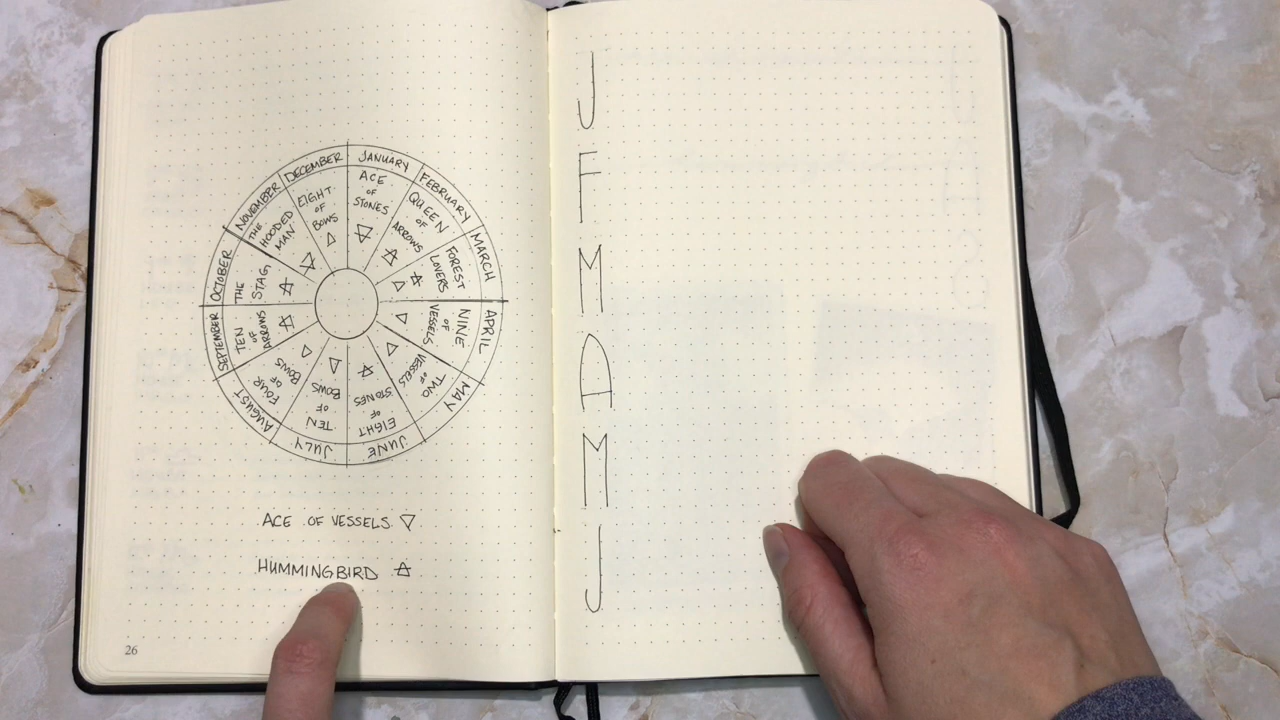 JANUARY
ACE
OF
STONES
FEBRUARY
QUEEN
OF
ARROWS
MARCH
FOREST
LOVERS
APRIL
NINE
OF
VESSELS
MAY
TWO
OF
VESSELS
JUNE
EIGHT
OF
STONES
JULY
TEN
OF
BOWS
AUGUST
FOUR
OF
BOWS
SEPTEMBER
TEN
OF
ARROWS
OCTOBER
THE
STAG
NOVEMBER
THE
HOODED
MAN
DECEMBER
EIGHT
OF
BOWS
ACE OF VESSELS
HUMMINGBIRD
26
J
F
M
A
M
J